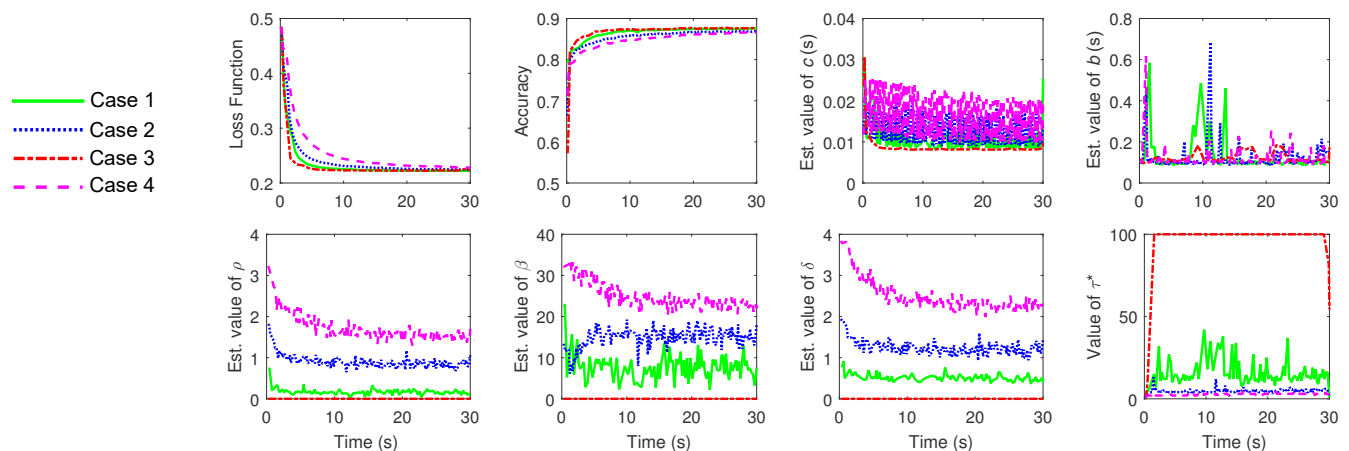 Case 1
Case 2
Case 3
Case 4
Loss Function
0.5
0.4
0.3
0.2
0 10 20 30
Accuracy
0.9
0.8
0.7
0.6
0.5
0 10 20 30
Est. value of c (s)
0.04
0.03
0.02
0.01
0
0 10 20 30
Est. value of b (s)
0.8
0.6
0.4
0.2
0
0 10 20 30
Est. value of ρ
4
3
2
1
0
0 10 20 30
Time (s)
Est. value of β
40
30
20
10
0
0 10 20 30
Time (s)
Est. value of δ
4
3
2
1
0
0 10 20 30
Time (s)
Value of τ*
100
50
0
0 10 20 30
Time (s)